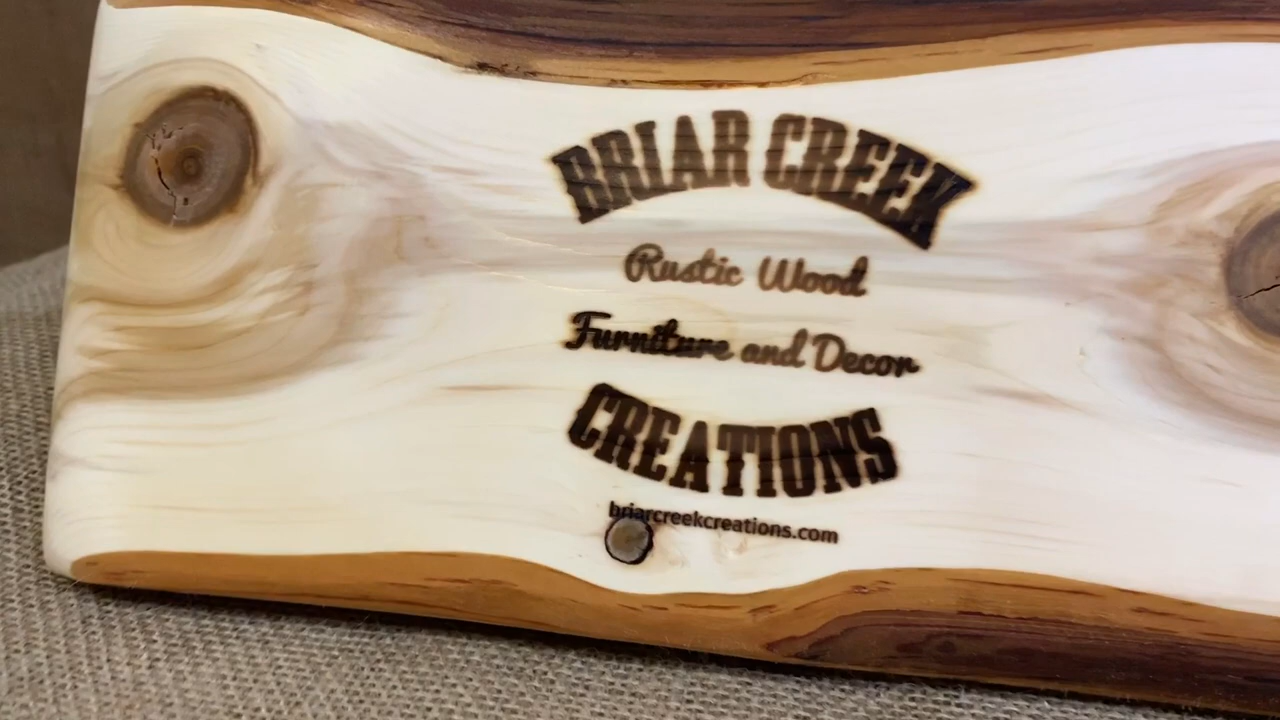 BRIAR CREEK
Rustic Wood
Furniture and Decor
CREATIONS
briarcreekcreations.com